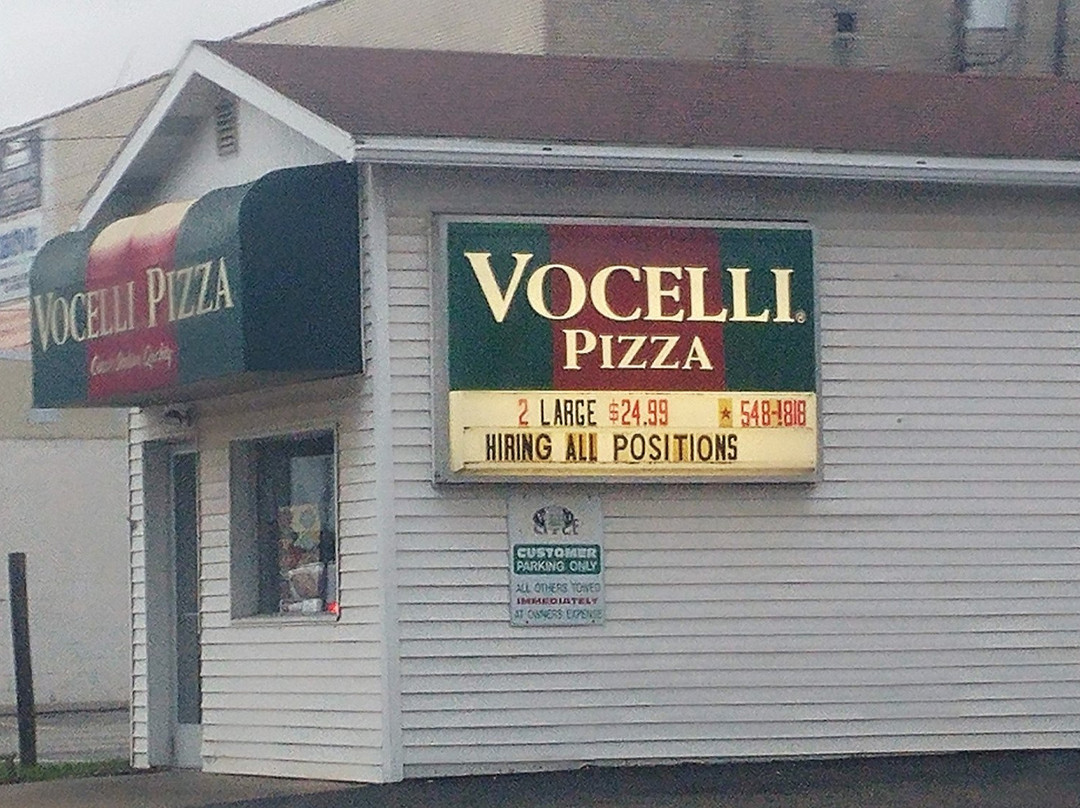 VOCELLI PIZZA
VOCELLI®
PIZZA
2 LARGE $24.99 ★ 548-1818
HIRING ALL POSITIONS
CUSTOMER
PARKING ONLY
ALL OTHERS TOWED
IMMEDIATELY
AT OWNERS EXPENSE